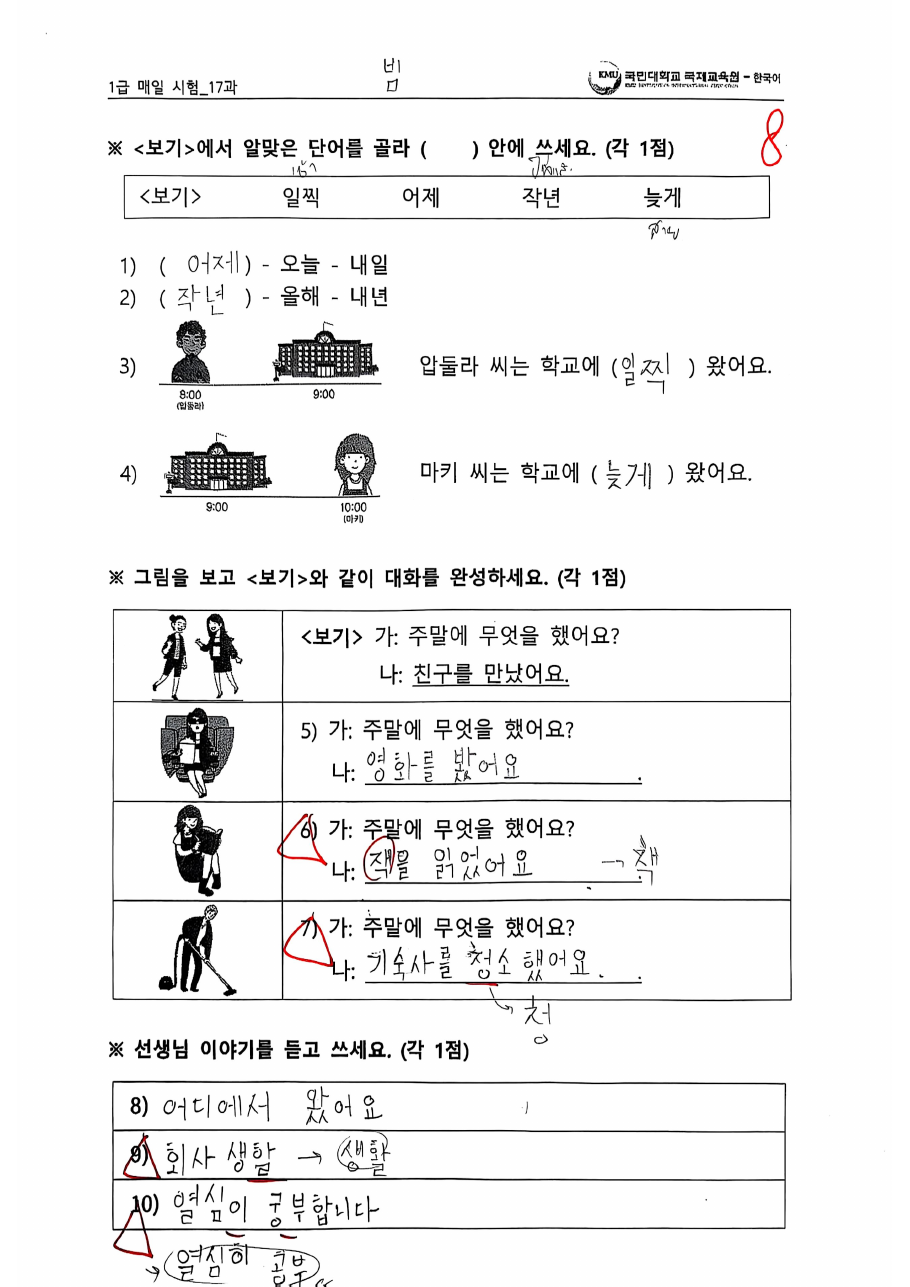 1급 매일 시험_17과
빔
KMU 국민대학교 국제교육원 - 한국어
8
※ <보기>에서 알맞은 단어를 골라 ( ) 안에 쓰세요. (각 1점)
<보기> 일찍 어제 작년 늦게
1) ( 어제 ) - 오늘 - 내일
2) ( 작년 ) - 올해 - 내년
3) 압둘라 씨는 학교에 ( 일찍 ) 왔어요.
8:00 9:00
(압둘라)
4) 마키 씨는 학교에 ( 늦게 ) 왔어요.
9:00 10:00
(마키)
※ 그림을 보고 <보기>와 같이 대화를 완성하세요. (각 1점)
<보기> 가: 주말에 무엇을 했어요?
나: 친구를 만났어요.
5) 가: 주말에 무엇을 했어요?
나: 영화를 봤어요.
6) 가: 주말에 무엇을 했어요?
나: 잭을 읽었어요. → 책
7) 가: 주말에 무엇을 했어요?
나: 기숙사를 청소했어요.
→ 청
※ 선생님 이야기를 듣고 쓰세요. (각 1점)
8) 어디에서 왔어요
9) 회사 생핱 → 생활
10) 열심이 공부합니다
→ 열심히 공부